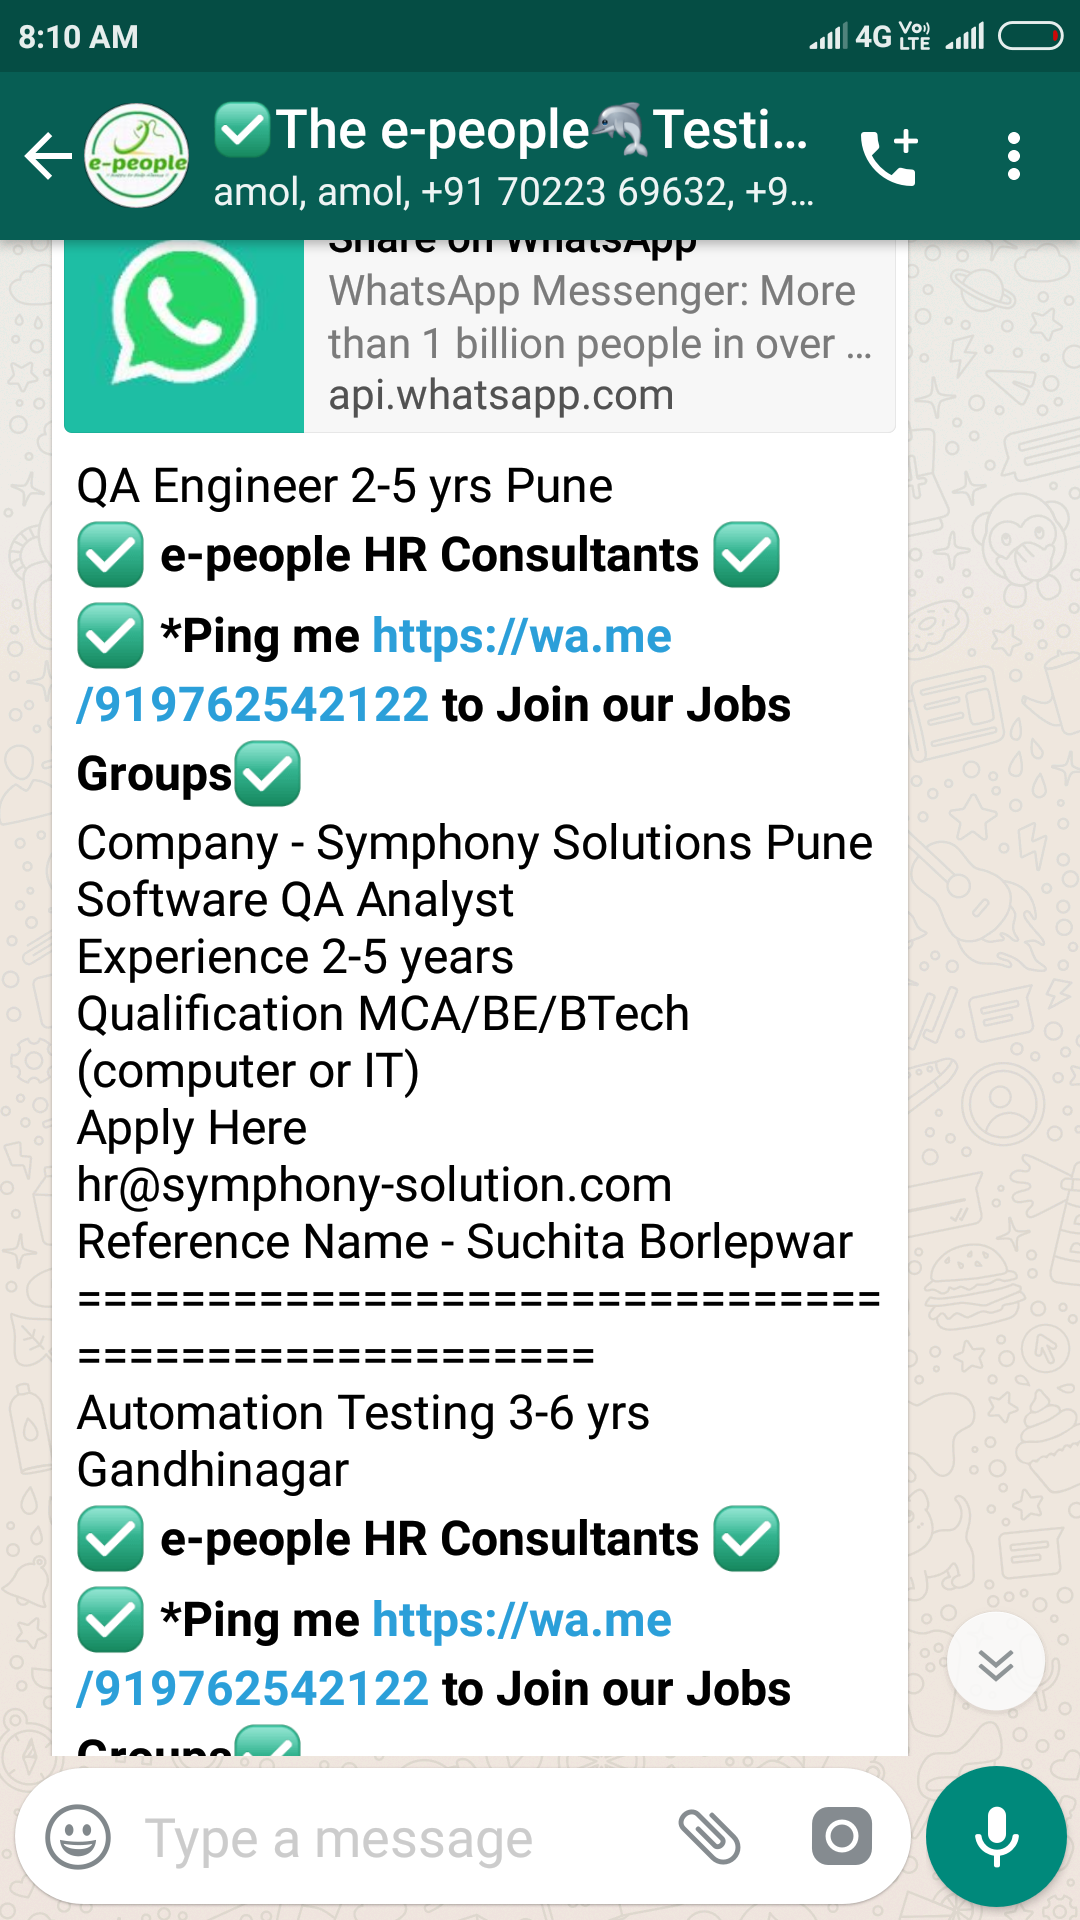 8:10 AM
4G VoLTE
e-people
✅The e-people🐬Testi...
amol, amol, +91 70223 69632, +9...
Share on WhatsApp
WhatsApp Messenger: More
than 1 billion people in over ...
api.whatsapp.com
QA Engineer 2-5 yrs Pune
✅ e-people HR Consultants ✅
✅ *Ping me https://wa.me
/919762542122 to Join our Jobs
Groups✅
Company - Symphony Solutions Pune
Software QA Analyst
Experience 2-5 years
Qualification MCA/BE/BTech
(computer or IT)
Apply Here
hr@symphony-solution.com
Reference Name - Suchita Borlepwar
===============================
====================
Automation Testing 3-6 yrs
Gandhinagar
✅ e-people HR Consultants ✅
✅ *Ping me https://wa.me
/919762542122 to Join our Jobs
Groups✅
Type a message